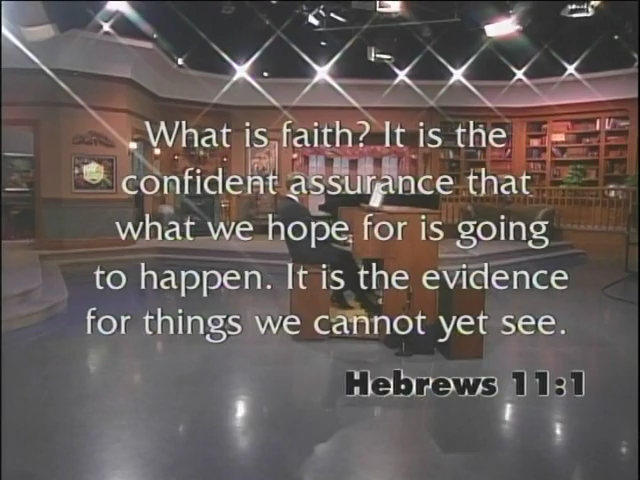 What is faith? It is the
confident assurance that
what we hope for is going
to happen. It is the evidence
for things we cannot yet see.
Hebrews 11:1